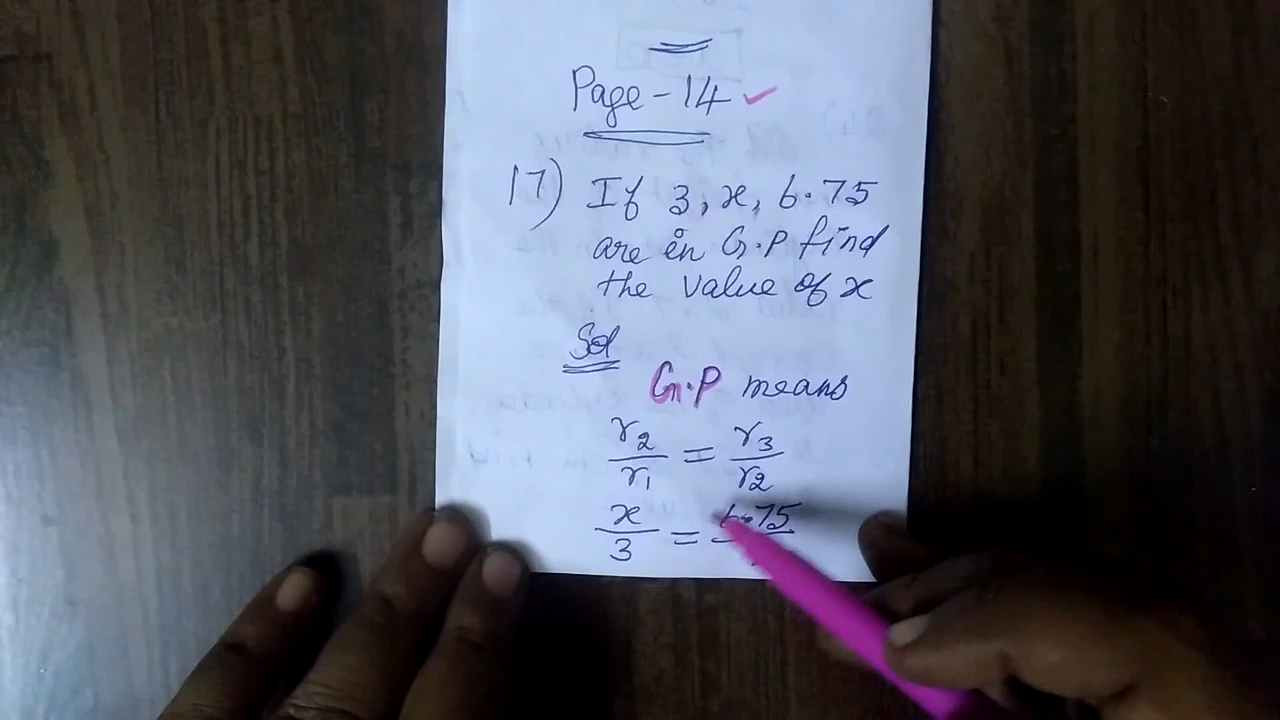 Page - 14 ✓
17) If 3, x, 6.75
are in G.P find
the value of x
Sol
G.P means
r₂/r₁ = r₃/r₂
x/3 = 6.75